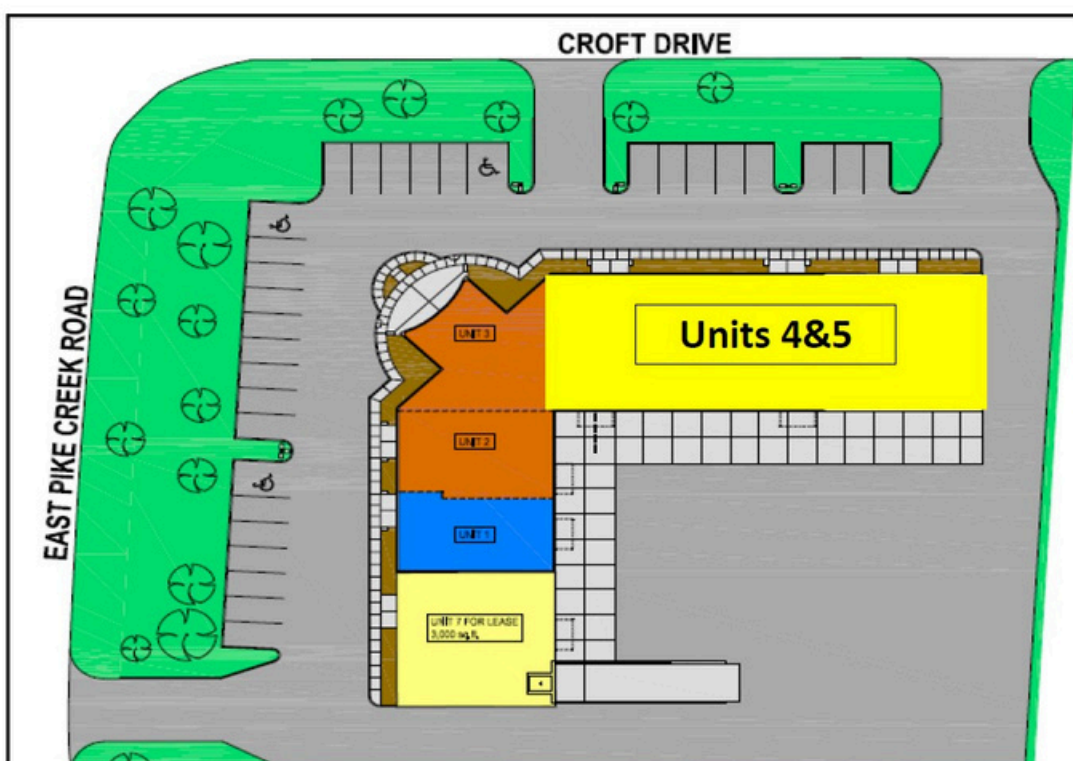 CROFT DRIVE
EAST PIKE CREEK ROAD
UNIT 3
Units 4&5
UNIT 2
UNIT 1
UNIT 7 FOR LEASE
3,000 sq.ft.